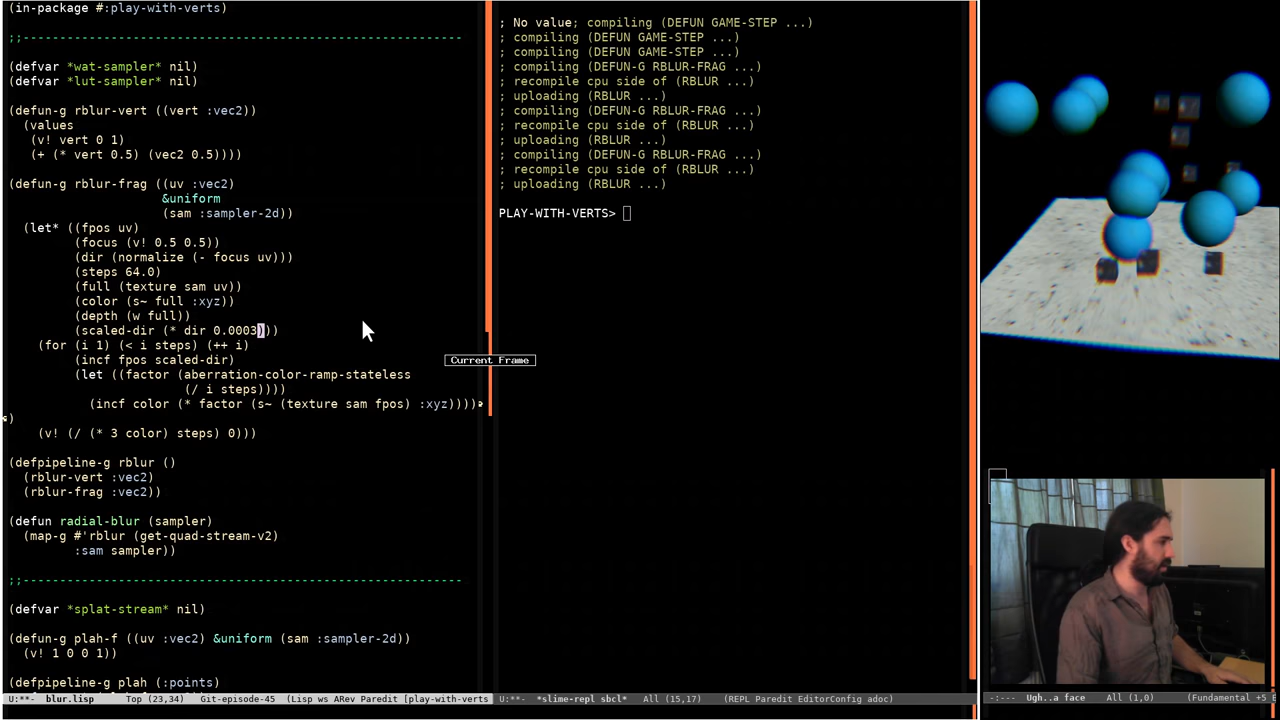 (in-package #:play-with-verts)
;;------------------------------------------------------------
(defvar *wat-sampler* nil)
(defvar *lut-sampler* nil)
(defun-g rblur-vert ((vert :vec2))
(values
(v! vert 0 1)
(+ (* vert 0.5) (vec2 0.5))))
(defun-g rblur-frag ((uv :vec2)
&uniform
(sam :sampler-2d))
(let* ((fpos uv)
(focus (v! 0.5 0.5))
(dir (normalize (- focus uv)))
(steps 64.0)
(full (texture sam uv))
(color (s~ full :xyz))
(depth (w full))
(scaled-dir (* dir 0.0003)))
(for (i 1) (< i steps) (++ i)
(incf fpos scaled-dir)
(let ((factor (aberration-color-ramp-stateless
(/ i steps))))
(incf color (* factor (s~ (texture sam fpos) :xyz))))
)
(v! (/ (* 3 color) steps) 0)))
(defpipeline-g rblur ()
(rblur-vert :vec2)
(rblur-frag :vec2))
(defun radial-blur (sampler)
(map-g #'rblur (get-quad-stream-v2)
:sam sampler))
;;------------------------------------------------------------
(defvar *splat-stream* nil)
(defun-g plah-f ((uv :vec2) &uniform (sam :sampler-2d))
(v! 1 0 0 1))
(defpipeline-g plah (:points)
U:**- blur.lisp Top (23,34) Git-episode-45 (Lisp ws ARev Paredit [play-with-verts
; No value; compiling (DEFUN GAME-STEP ...)
; compiling (DEFUN GAME-STEP ...)
; compiling (DEFUN GAME-STEP ...)
; compiling (DEFUN-G RBLUR-FRAG ...)
; recompile cpu side of (RBLUR ...)
; uploading (RBLUR ...)
; compiling (DEFUN-G RBLUR-FRAG ...)
; recompile cpu side of (RBLUR ...)
; uploading (RBLUR ...)
; compiling (DEFUN-G RBLUR-FRAG ...)
; recompile cpu side of (RBLUR ...)
; uploading (RBLUR ...)
PLAY-WITH-VERTS>
Current Frame
U:**- *slime-repl sbcl* All (15,17) (REPL Paredit EditorConfig adoc)
-:--- Ugh..a face All (1,0) (Fundamental +5